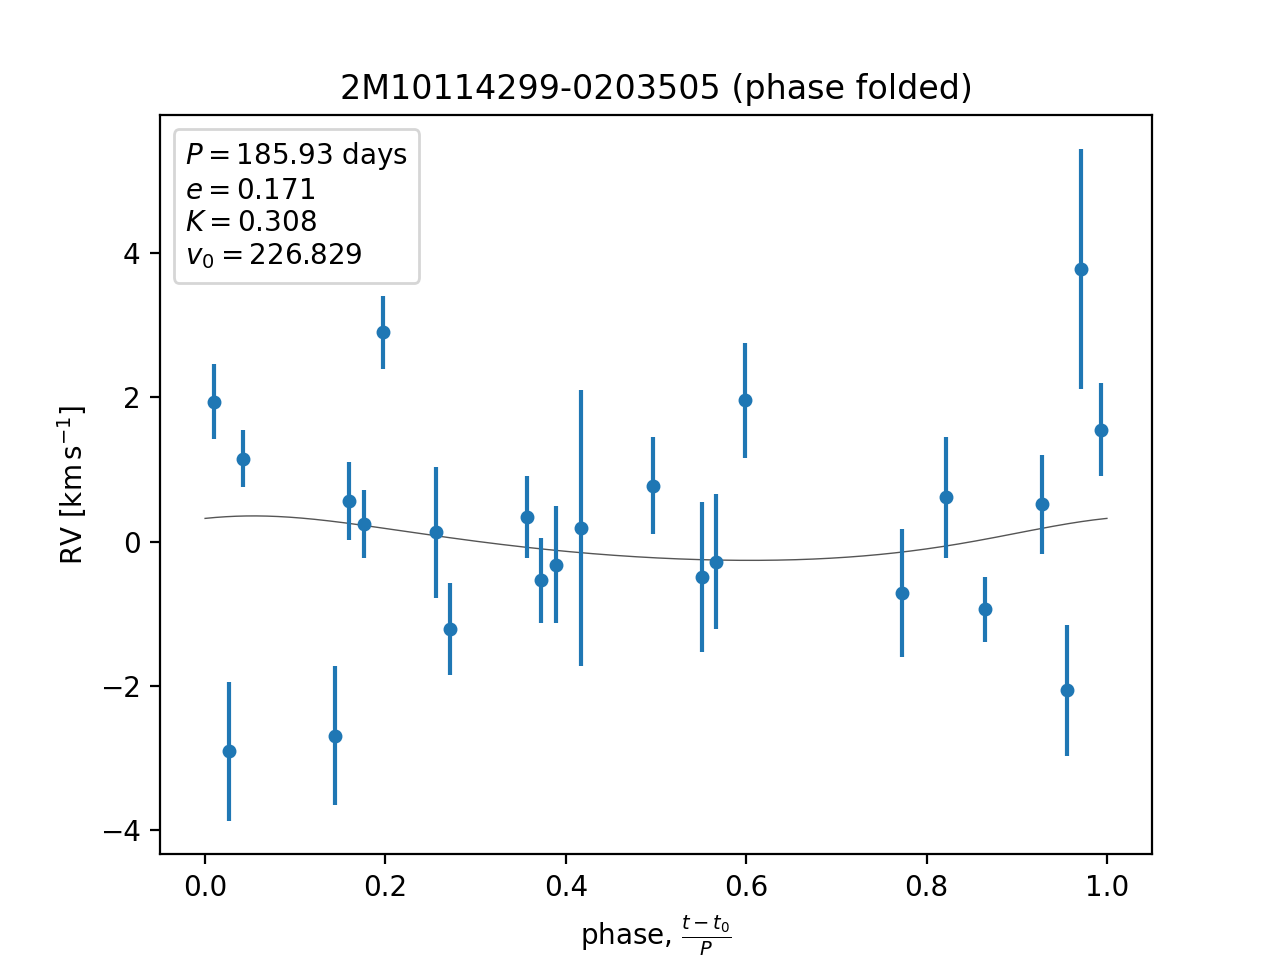 2M10114299-0203505 (phase folded)
P = 185.93 days
e = 0.171
K = 0.308
v₀ = 226.829
4
2
0
−2
−4
RV [km s⁻¹]
0.0 0.2 0.4 0.6 0.8 1.0
phase, (t − t₀)/P